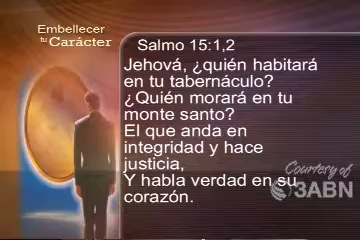 Embellecer
tu Carácter
Salmo 15:1,2
Jehová, ¿quién habitará
en tu tabernáculo?
¿Quién morará en tu
monte santo?
El que anda en
integridad y hace
justicia,
Y habla verdad en su
corazón.
Courtesy of
3ABN